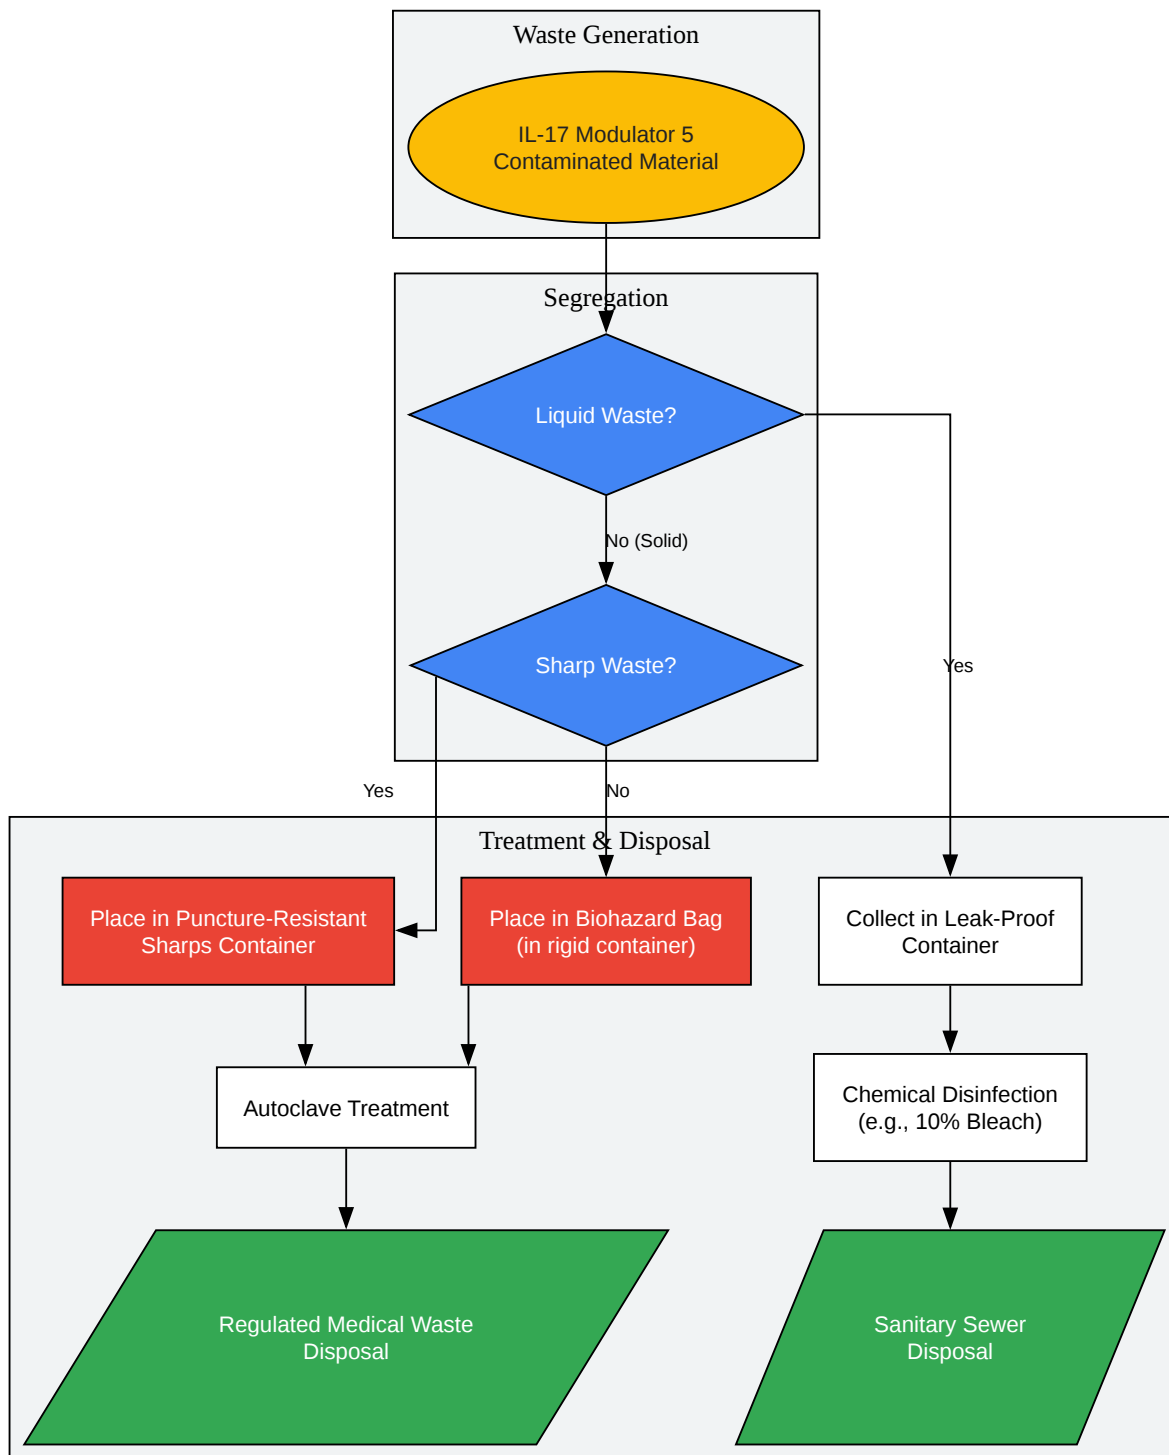 Waste Generation
IL-17 Modulator 5
Contaminated Material
Segregation
Liquid Waste?
No (Solid)
Sharp Waste?
Yes
Yes
No
Treatment & Disposal
Place in Puncture-Resistant
Sharps Container
Place in Biohazard Bag
(in rigid container)
Collect in Leak-Proof
Container
Autoclave Treatment
Chemical Disinfection
(e.g., 10% Bleach)
Regulated Medical Waste
Disposal
Sanitary Sewer
Disposal